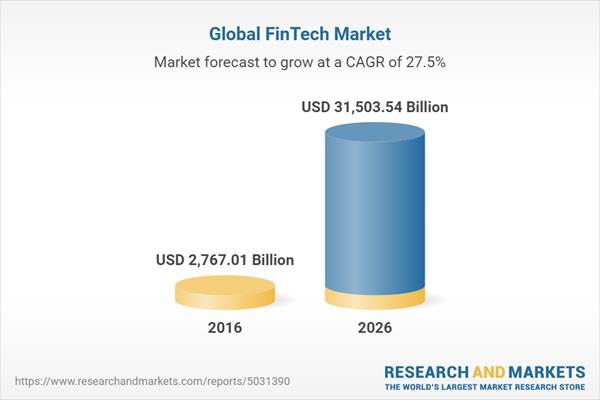 Global FinTech Market
Market forecast to grow at a CAGR of 27.5%
USD 31,503.54 Billion
USD 2,767.01 Billion
2016
2026
https://www.researchandmarkets.com/reports/5031390
RESEARCH AND MARKETS
THE WORLD'S LARGEST MARKET RESEARCH STORE